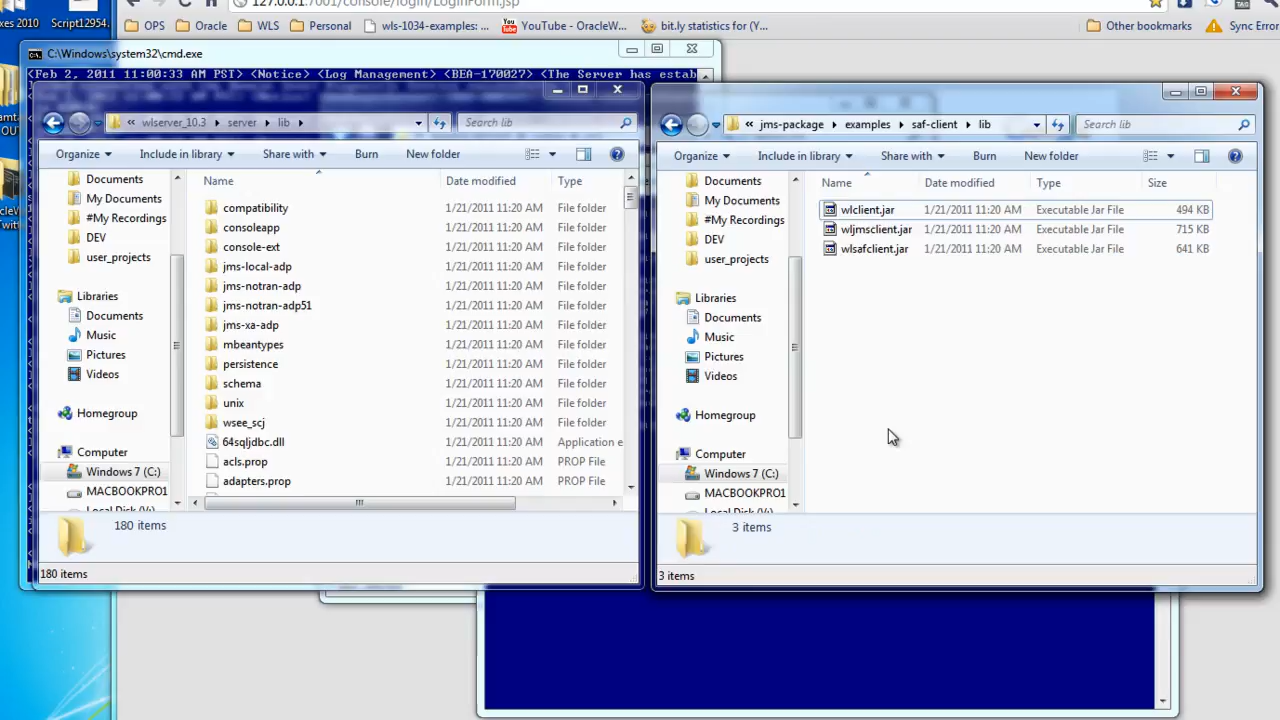 127.0.0.1:7001/console/login/LoginForm.jsp
exes 2010
Script12954.
OPS
Oracle
WLS
Personal
wls-1034-examples:...
You Tube
YouTube - OracleW...
bit.ly statistics for (...
Other bookmarks
Sync Error
C:\Windows\system32\cmd.exe
<Feb 2, 2011 11:00:33 AM PST> <Notice> <Log Management> <BEA-170027> <The Server has estab
« wlserver_10.3 server lib
Search lib
Organize
Include in library
Share with
Burn
New folder
Documents
My Documents
#My Recordings
DEV
user_projects
Libraries
Documents
Music
Pictures
Videos
Homegroup
Computer
Windows 7 (C:)
MACBOOKPRO1
Name Date modified Type
compatibility 1/21/2011 11:20 AM File folder
consoleapp 1/21/2011 11:20 AM File folder
console-ext 1/21/2011 11:20 AM File folder
jms-local-adp 1/21/2011 11:20 AM File folder
jms-notran-adp 1/21/2011 11:20 AM File folder
jms-notran-adp51 1/21/2011 11:20 AM File folder
jms-xa-adp 1/21/2011 11:20 AM File folder
mbeantypes 1/21/2011 11:20 AM File folder
persistence 1/21/2011 11:20 AM File folder
schema 1/21/2011 11:20 AM File folder
unix 1/21/2011 11:20 AM File folder
wsee_scj 1/21/2011 11:20 AM File folder
64sqljdbc.dll 1/21/2011 11:20 AM Application e
acls.prop 1/21/2011 11:20 AM PROP File
adapters.prop 1/21/2011 11:20 AM PROP File
180 items
180 items
« jms-package examples saf-client lib
Search lib
Organize
Include in library
Share with
Burn
New folder
Documents
My Documents
#My Recordings
DEV
user_projects
Libraries
Documents
Music
Pictures
Videos
Homegroup
Computer
Windows 7 (C:)
MACBOOKPRO1
Local Disk (V:)
Name Date modified Type Size
wlclient.jar 1/21/2011 11:20 AM Executable Jar File 494 KB
wljmsclient.jar 1/21/2011 11:20 AM Executable Jar File 715 KB
wlsafclient.jar 1/21/2011 11:20 AM Executable Jar File 641 KB
3 items
3 items